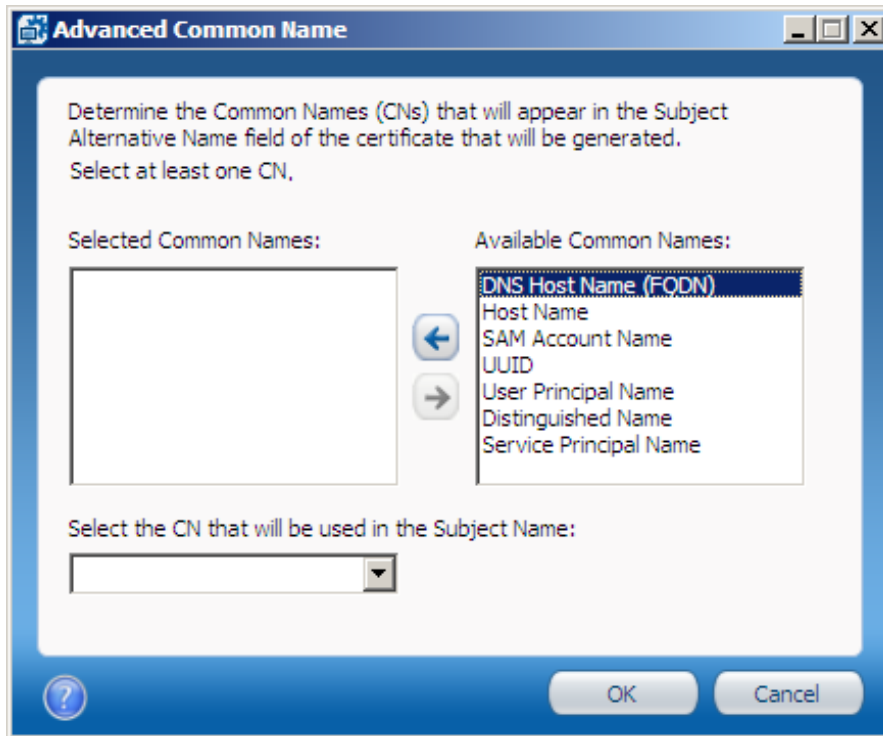 Advanced Common Name
Determine the Common Names (CNs) that will appear in the Subject
Alternative Name field of the certificate that will be generated.
Select at least one CN.
Selected Common Names:
Available Common Names:
DNS Host Name (FQDN)
Host Name
SAM Account Name
UUID
User Principal Name
Distinguished Name
Service Principal Name
Select the CN that will be used in the Subject Name:
?
OK
Cancel